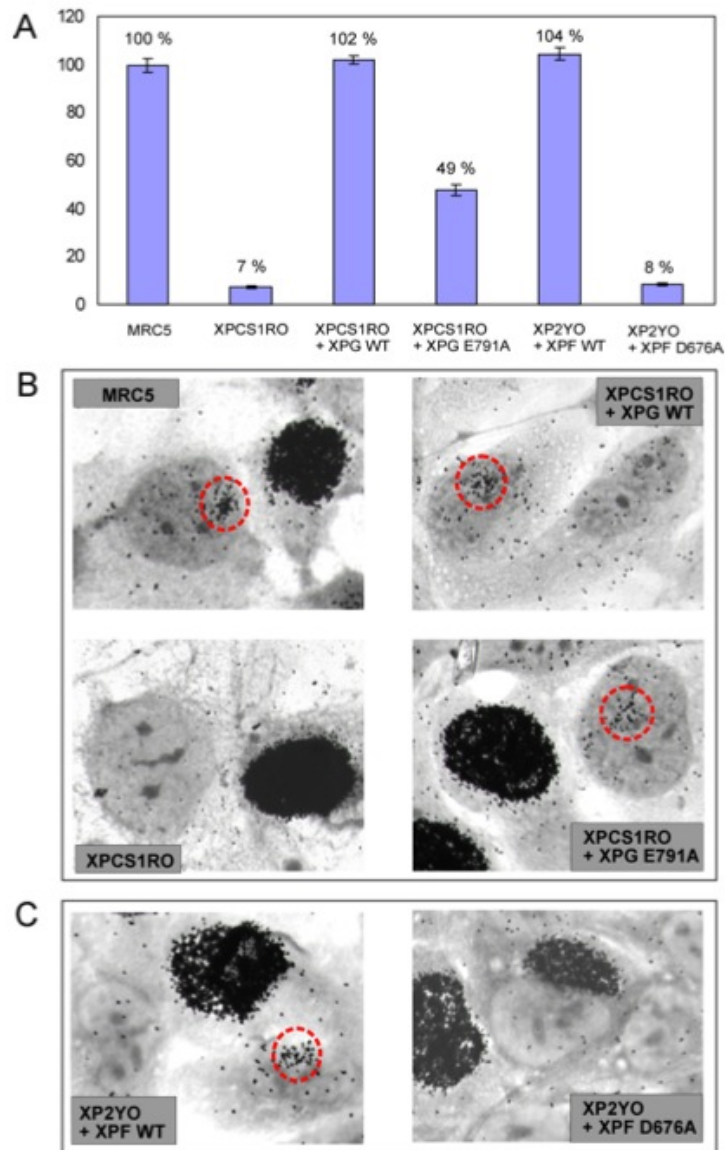 A
120
100
80
60
40
20
0
100 %
7 %
102 %
49 %
104 %
8 %
MRC5
XPCS1RO
XPCS1RO
+ XPG WT
XPCS1RO
+ XPG E791A
XP2YO
+ XPF WT
XP2YO
+ XPF D676A
B
MRC5
XPCS1RO
+ XPG WT
XPCS1RO
XPCS1RO
+ XPG E791A
C
XP2YO
+ XPF WT
XP2YO
+ XPF D676A